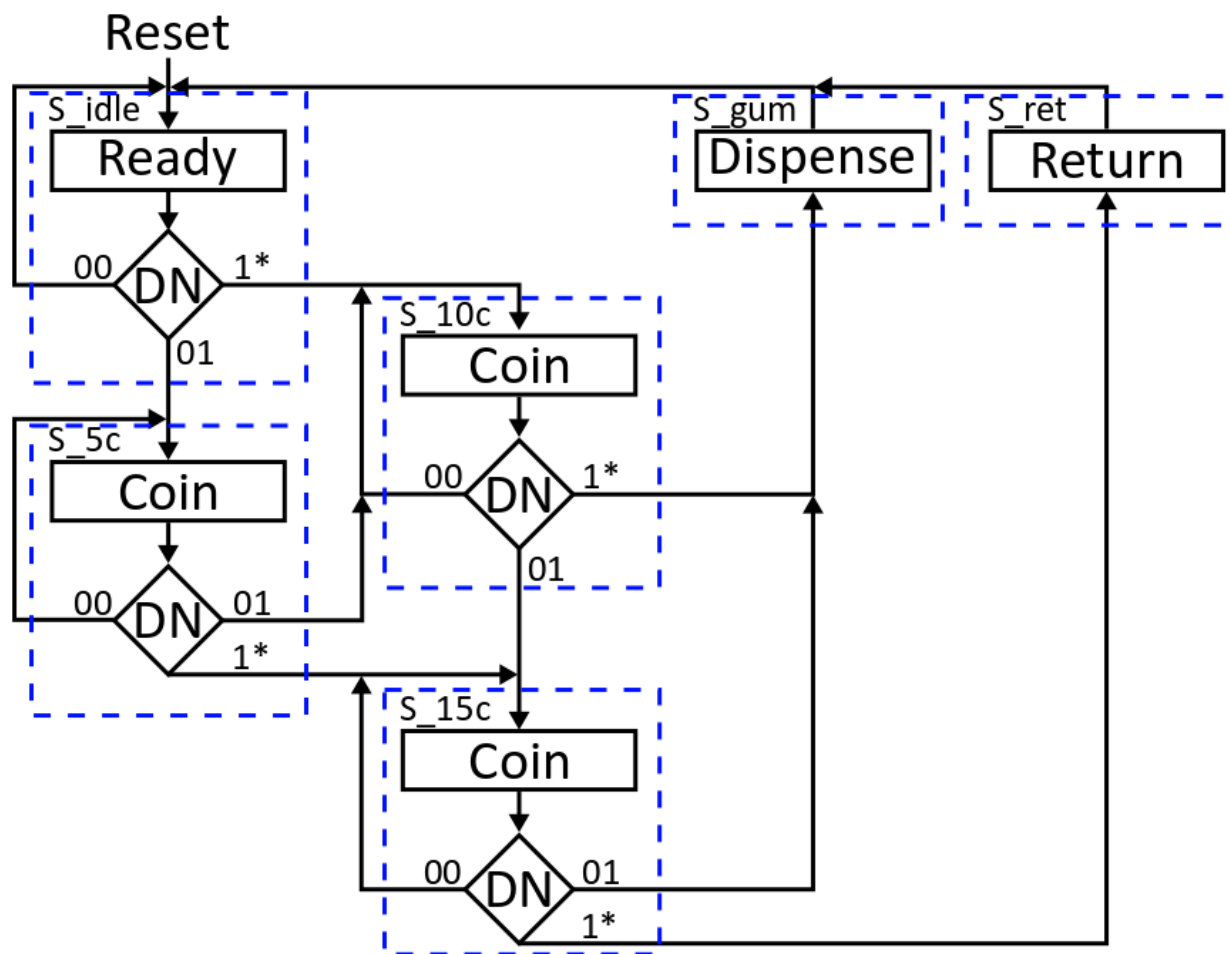 Reset
S_idle
Ready
DN
00
1*
01
S_gum
Dispense
S_ret
Return
S_10c
Coin
DN
00
1*
01
S_5c
Coin
DN
00
01
1*
S_15c
Coin
DN
00
01
1*